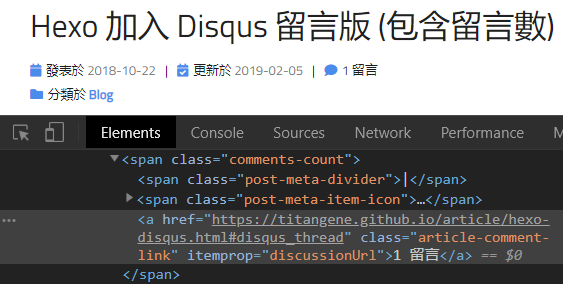 Hexo 加入 Disqus 留言版 (包含留言數)
發表於 2018-10-22 | 更新於 2019-02-05 | 1 留言
分類於 Blog
Elements Console Sources Network Performance
<span class="comments-count">
<span class="post-meta-divider">|</span>
<span class="post-meta-item-icon">…</span>
… <a href="https://titangene.github.io/article/hexo-
disqus.html#disqus_thread" class="article-comment-
link" itemprop="discussionUrl">1 留言</a> == $0
</span>